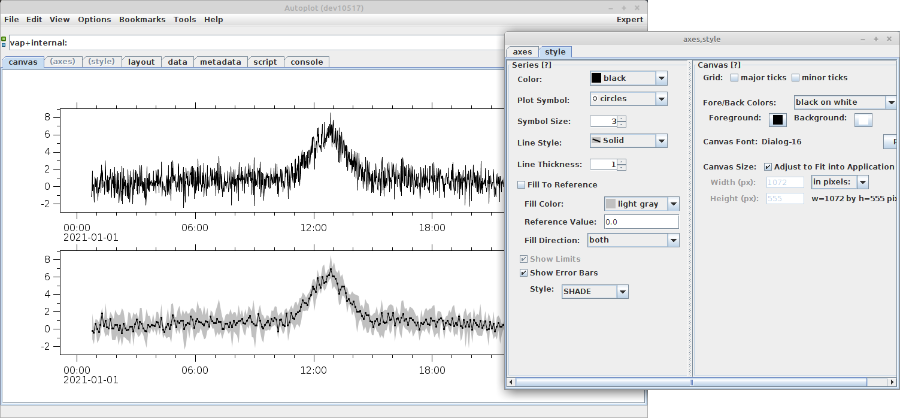 Autoplot (dev10517)
File Edit View Options Bookmarks Tools Help Expert
vap+internal:
canvas (axes) (style) layout data metadata script console
8
6
4
2
0
-2
00:00 06:00 12:00 18:00
2021-01-01
8
6
4
2
0
-2
00:00 06:00 12:00 18:00
2021-01-01
axes,style
axes style
Series [?]
Color: black
Plot Symbol: circles
Symbol Size: 3
Line Style: Solid
Line Thickness: 1
Fill To Reference
Fill Color: light gray
Reference Value: 0.0
Fill Direction: both
Show Limits
Show Error Bars
Style: SHADE
Canvas [?]
Grid: major ticks minor ticks
Fore/Back Colors: black on white
Foreground: Background:
Canvas Font: Dialog-16
Canvas Size: Adjust to Fit into Application
Width (px): 1072 in pixels:
Height (px): 555 w=1072 by h=555 pix